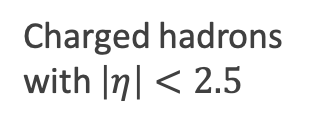 Charged hadrons
with |η| < 2.5